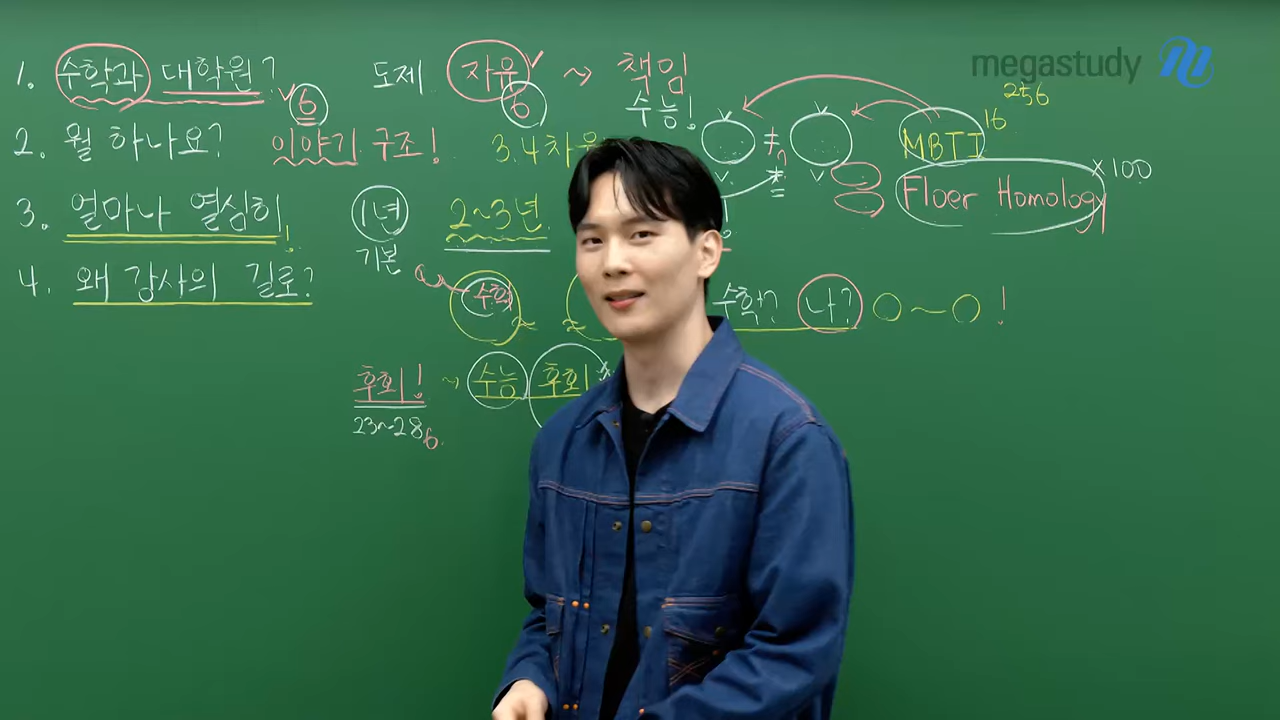 megastudy
1. 수학과 대학원? 도제 자유 ~> 책임
6 6 수능! 256
2. 뭘 하나요? 이야기 구조! 3.4차원 ≠ MBTI 16
Floer Homology ×100
3. 얼마나 열심히! 1년 2~3년
기본
4. 왜 강사의 길로? 수학 수학? 나? ○~○!
후회! ~> 수능 후회
23~28 6